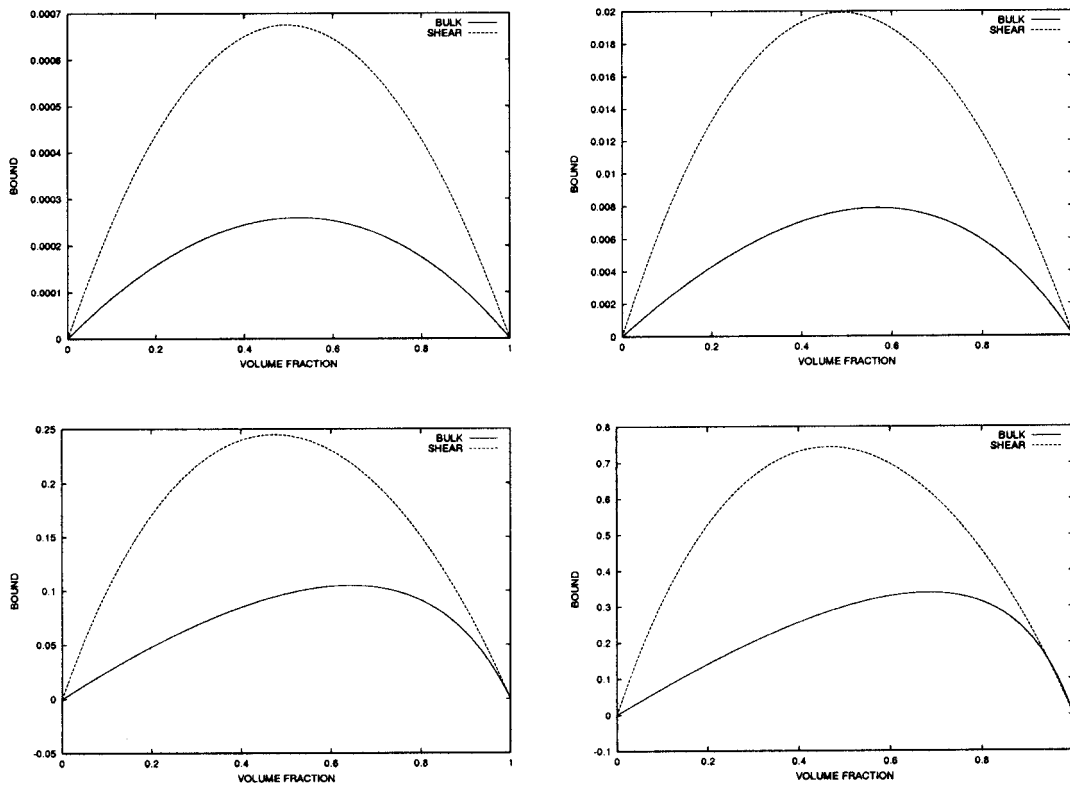 0.0007
0.0006
0.0005
0.0004
0.0003
0.0002
0.0001
0
BOUND
BULK
SHEAR
0 0.2 0.4 0.6 0.8 1
VOLUME FRACTION
0.02
0.018
0.016
0.014
0.012
0.01
0.008
0.006
0.004
0.002
0
BOUND
BULK
SHEAR
0 0.2 0.4 0.6 0.8
VOLUME FRACTION
0.25
0.2
0.15
0.1
0.05
0
-0.05
BOUND
BULK
SHEAR
0 0.2 0.4 0.6 0.8 1
VOLUME FRACTION
0.8
0.7
0.6
0.5
0.4
0.3
0.2
0.1
0
-0.1
BOUND
BULK
SHEAR
0 0.2 0.4 0.6 0.8
VOLUME FRACTION